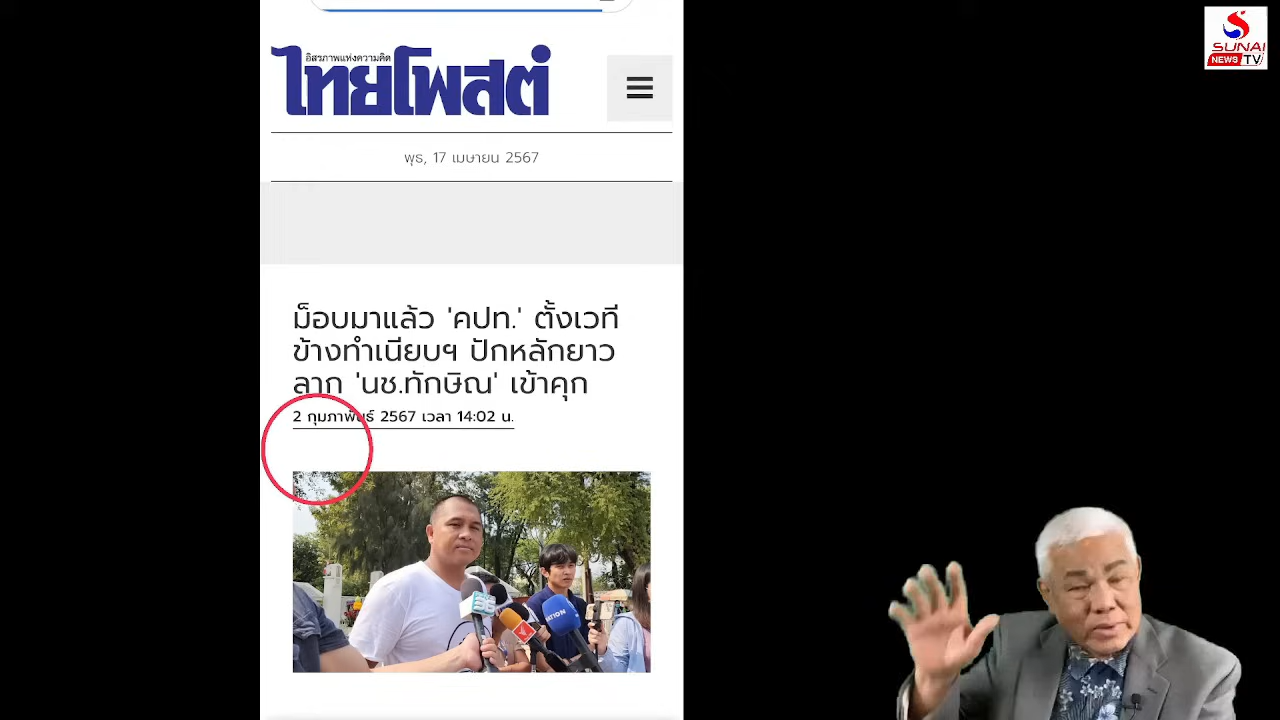 อิสรภาพแห่งความคิด
ไทยโพสต์
พุธ, 17 เมษายน 2567
ม็อบมาแล้ว 'คปท.' ตั้งเวที
ข้างทำเนียบฯ ปักหลักยาว
ลาก 'นช.ทักษิณ' เข้าคุก
2 กุมภาพันธ์ 2567 เวลา 14:02 น.
NATION
SUNAI
NEWS TV